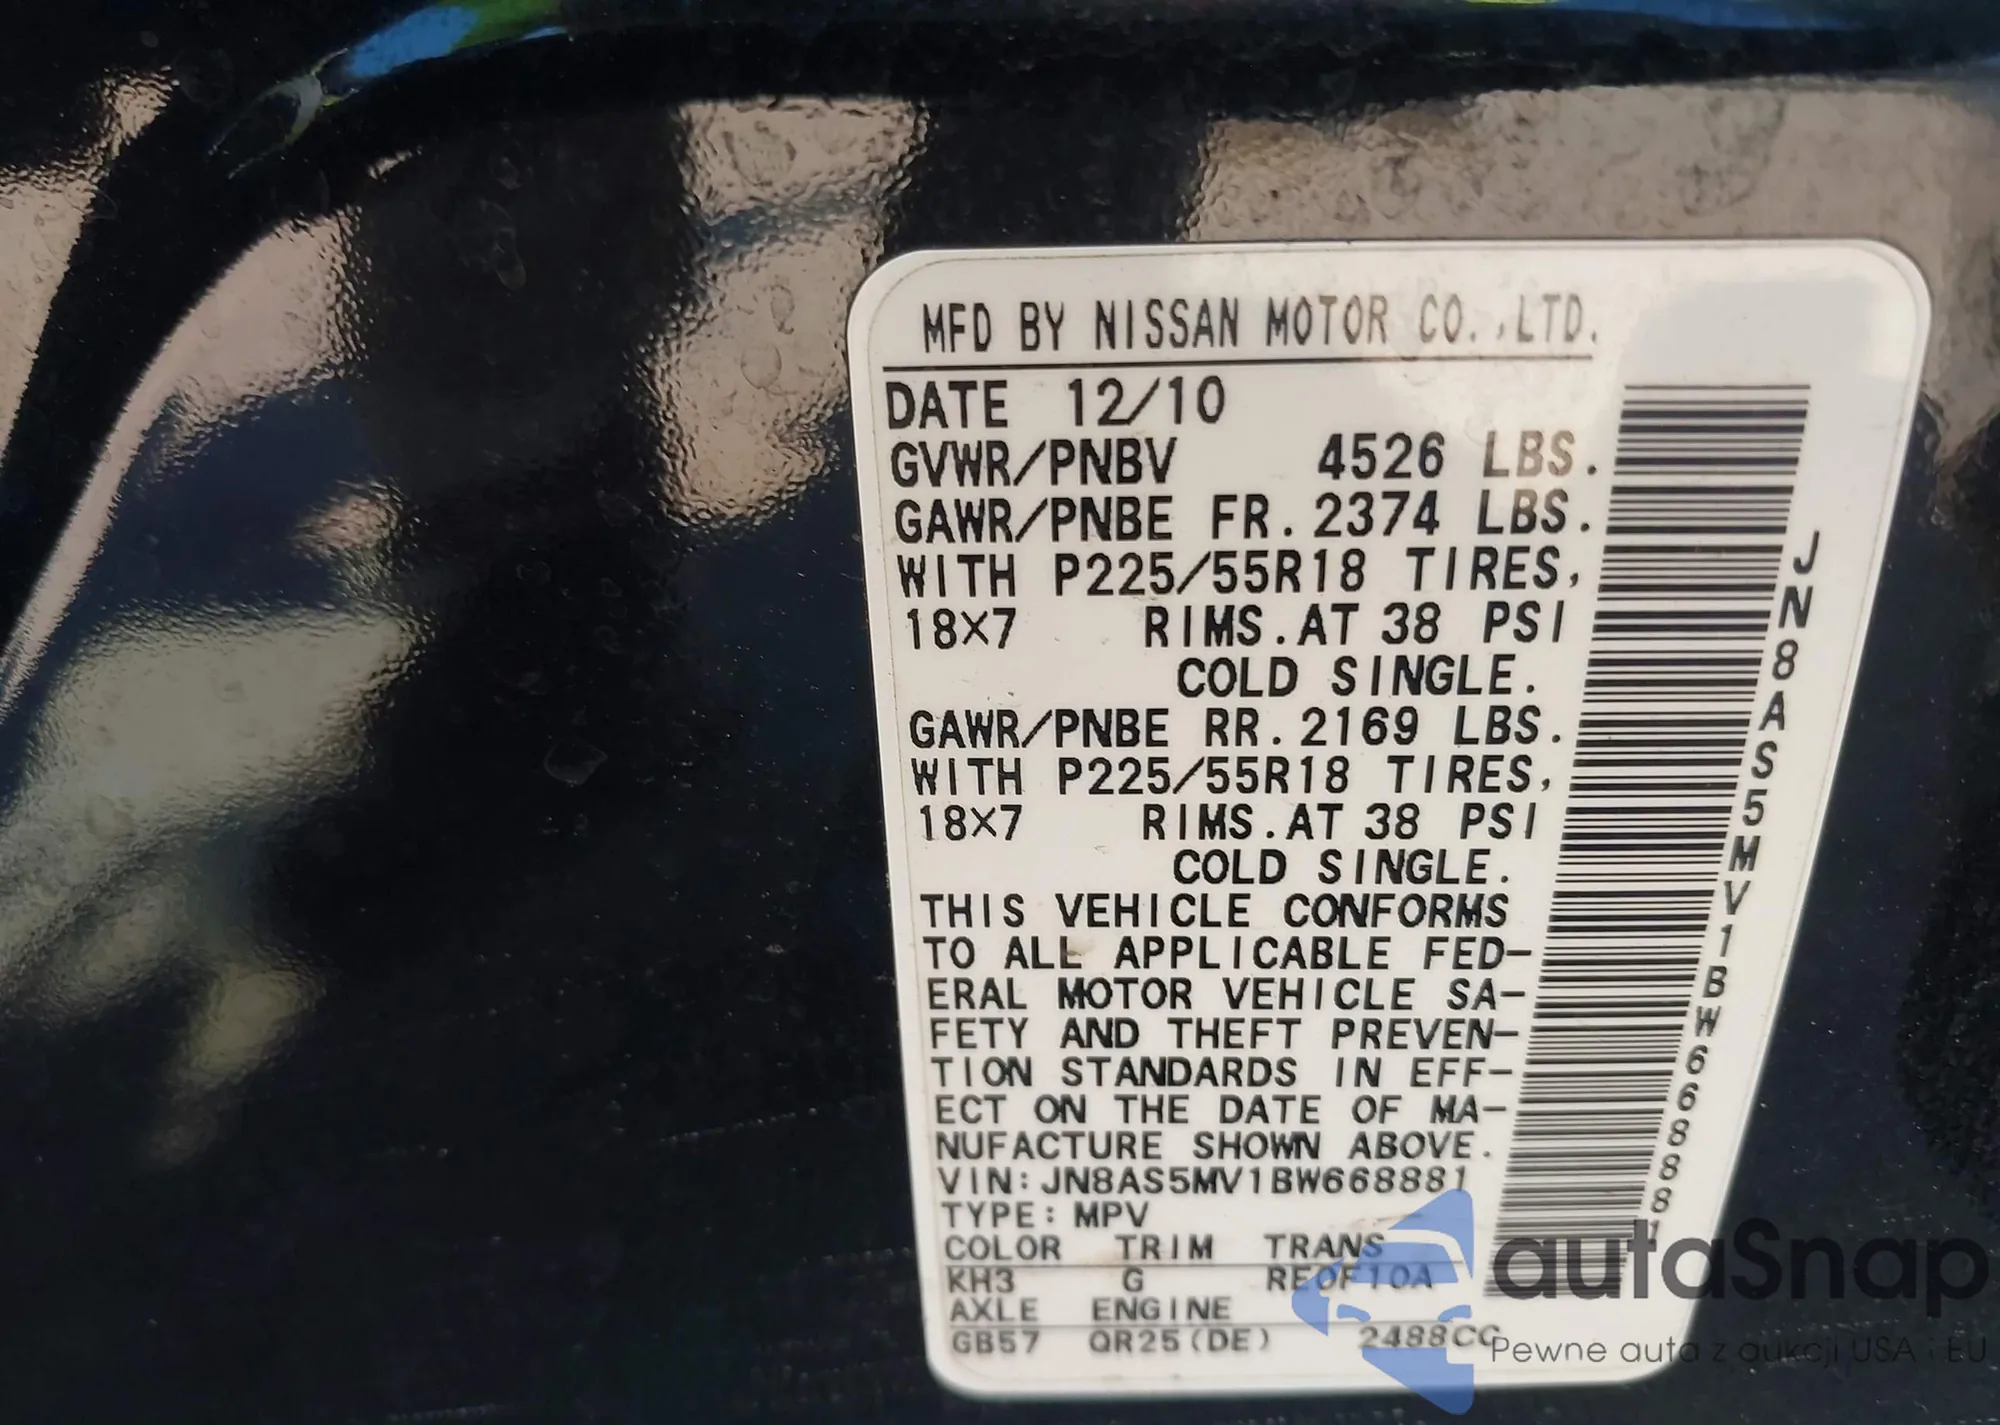 MFD BY NISSAN MOTOR CO.,LTD.
DATE 12/10
GVWR/PNBV 4526 LBS.
GAWR/PNBE FR.2374 LBS.
WITH P225/55R18 TIRES,
18×7 RIMS.AT 38 PSI
COLD SINGLE.
GAWR/PNBE RR.2169 LBS.
WITH P225/55R18 TIRES,
18×7 RIMS.AT 38 PSI
COLD SINGLE.
THIS VEHICLE CONFORMS
TO ALL APPLICABLE FED-
ERAL MOTOR VEHICLE SA-
FETY AND THEFT PREVEN-
TION STANDARDS IN EFF-
ECT ON THE DATE OF MA-
NUFACTURE SHOWN ABOVE.
VIN:JN8AS5MV1BW668881
TYPE:MPV
COLOR TRIM TRANS
KH3 G RE0F10A
AXLE ENGINE
GB57 QR25(DE) 2488CC
JN8AS5MV1BW668881
autaSnap
Pewne auta z aukcji USA i EU